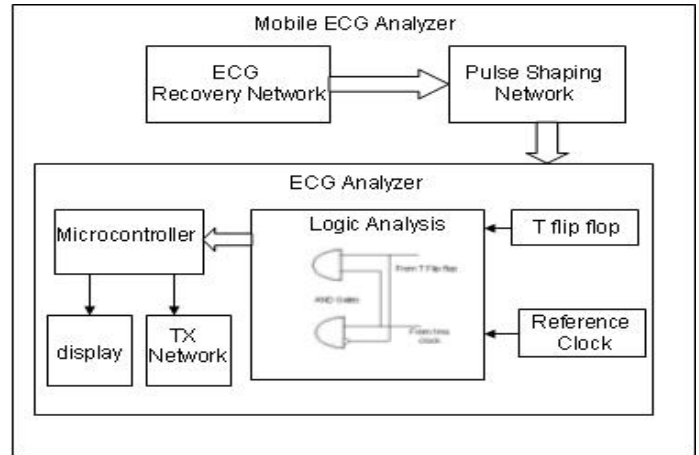 Mobile ECG Analyzer
ECG
Recovery Network
Pulse Shaping
Network
ECG Analyzer
Microcontroller
Logic Analysis
T flip flop
From T Flip flop
AND Gates
From
clock
Reference
Clock
display
TX
Network